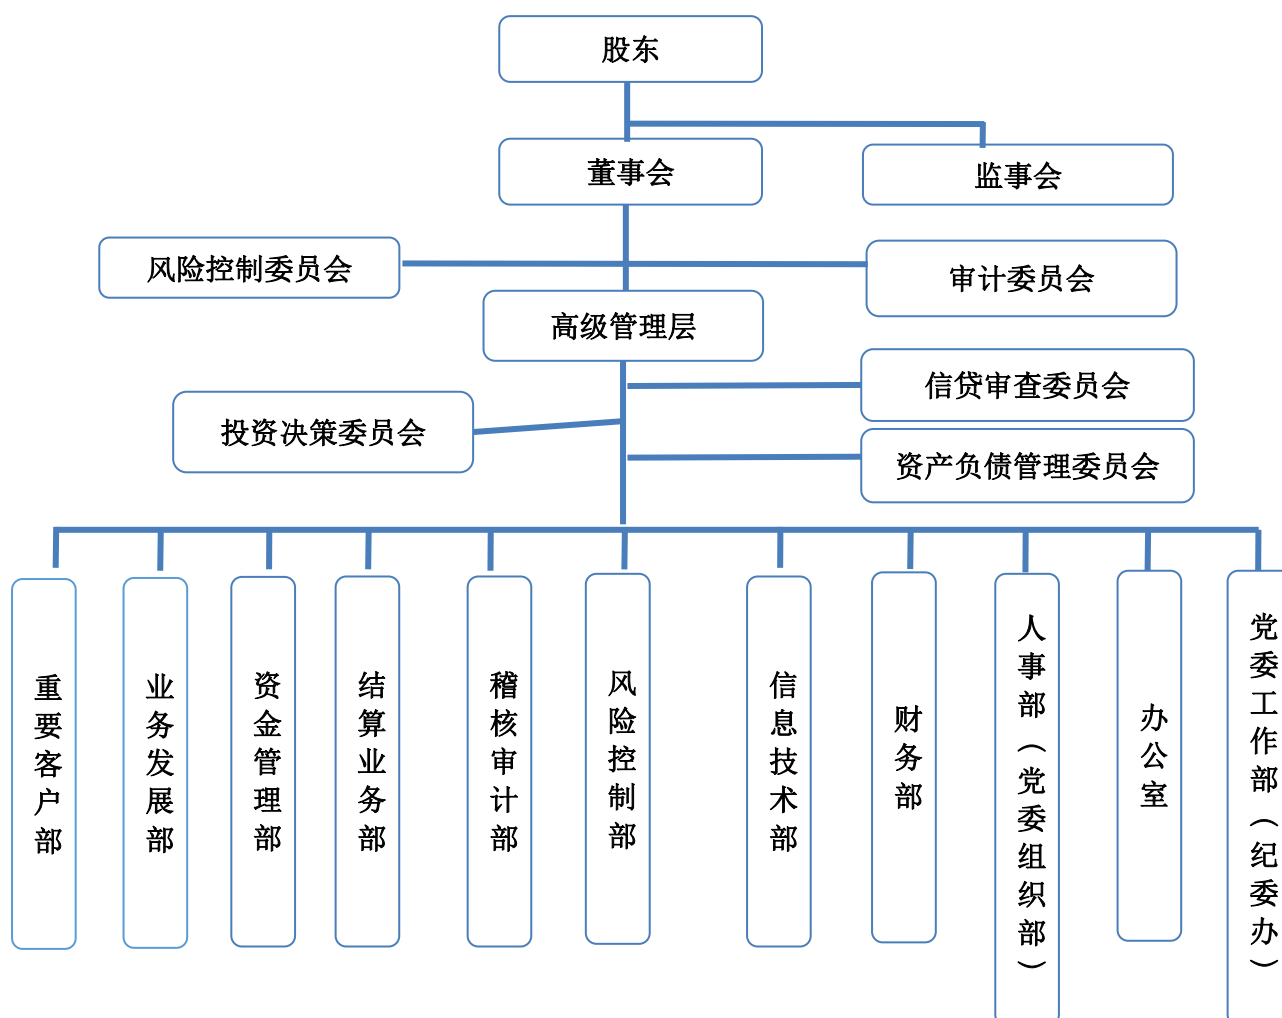 股东
董事会
监事会
风险控制委员会
审计委员会
高级管理层
信贷审查委员会
投资决策委员会
资产负债管理委员会
重要客户部
业务发展部
资金管理部
结算业务部
稽核审计部
风险控制部
信息技术部
财务部
人事部（党委组织部）
办公室
党委工作部（纪委办）